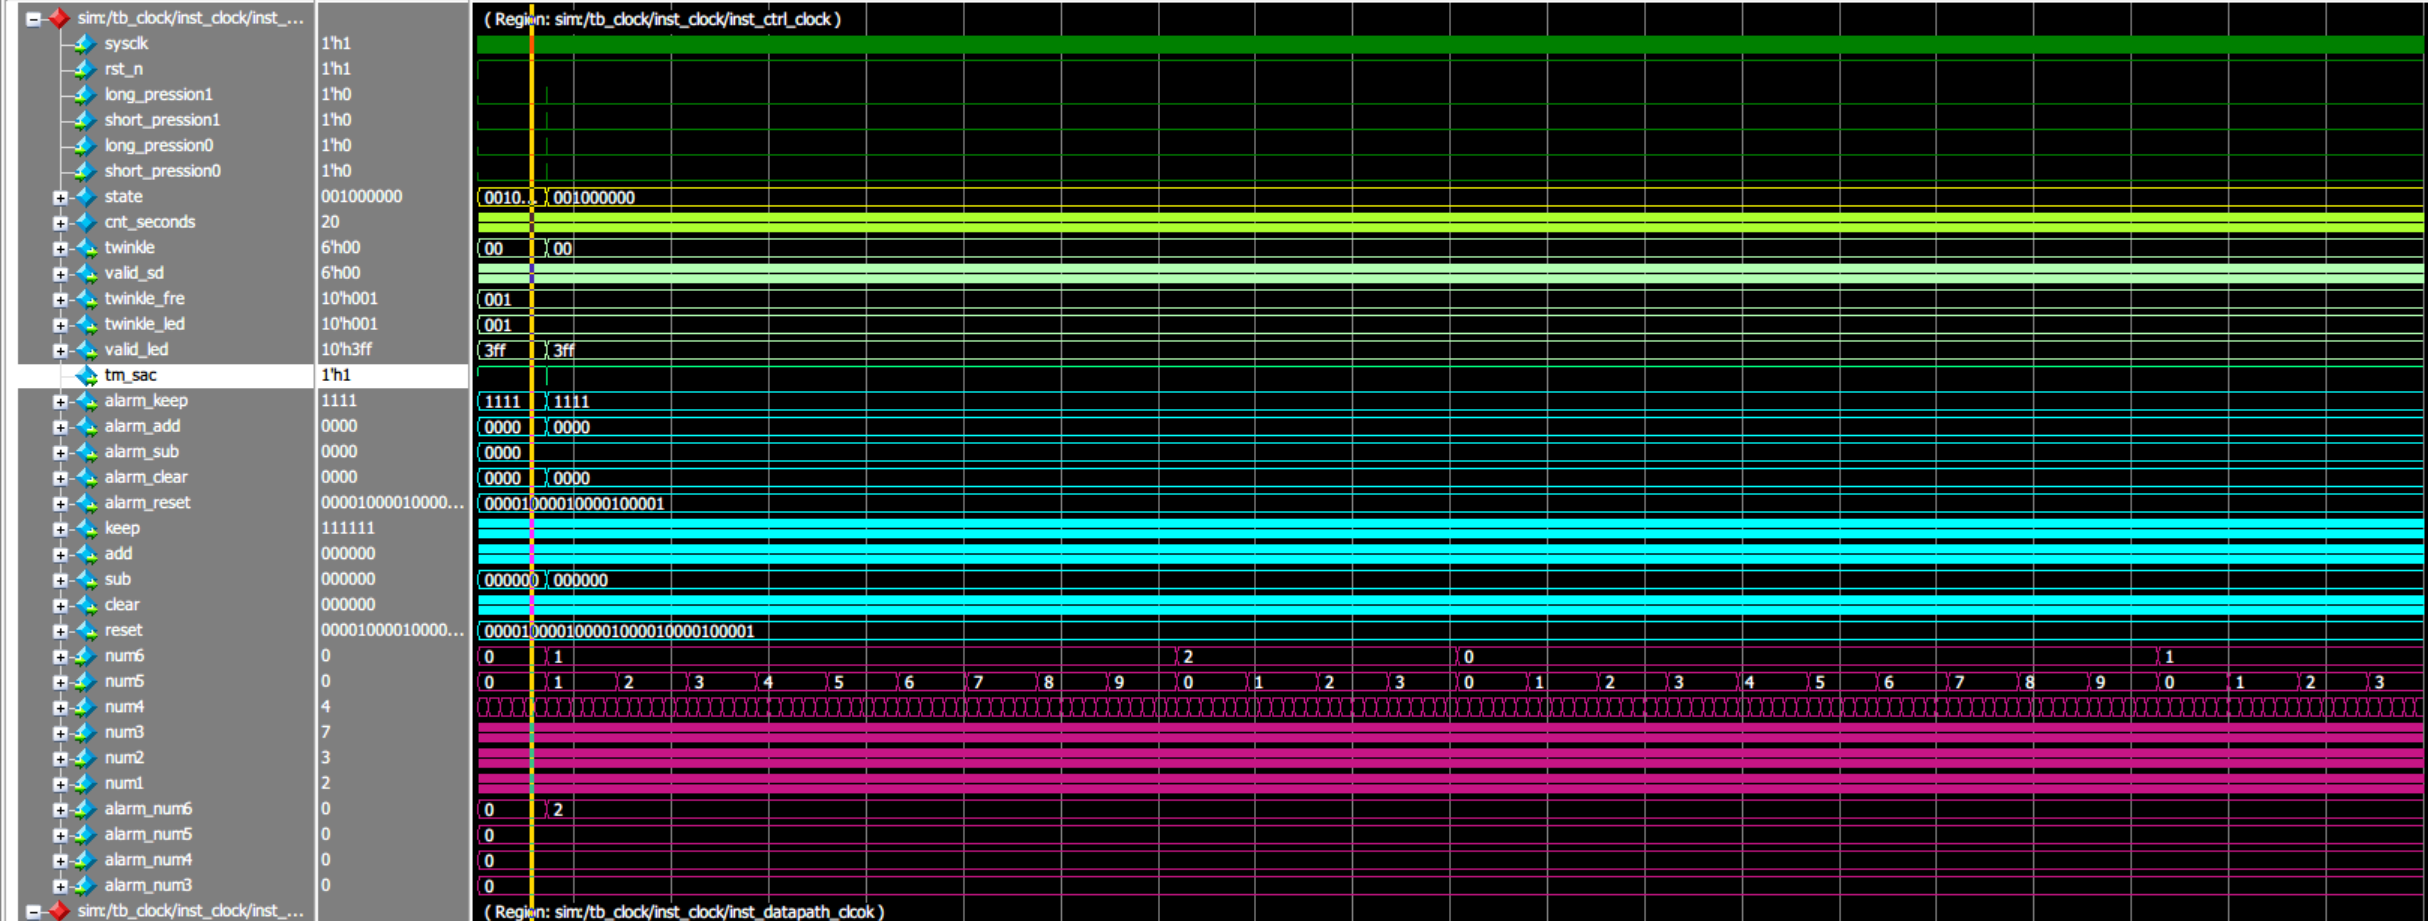 sim:/tb_clock/inst_clock/inst_... ( Region: sim:/tb_clock/inst_clock/inst_ctrl_clock )
sysclk 1'h1
rst_n 1'h1
long_pression1 1'h0
short_pression1 1'h0
long_pression0 1'h0
short_pression0 1'h0
state 001000000 0010... 001000000
cnt_seconds 20
twinkle 6'h00 00 00
valid_sd 6'h00
twinkle_fre 10'h001 001
twinkle_led 10'h001 001
valid_led 10'h3ff 3ff 3ff
tm_sac 1'h1
alarm_keep 1111 1111 1111
alarm_add 0000 0000 0000
alarm_sub 0000 0000
alarm_clear 0000 0000 0000
alarm_reset 00001000010000... 00001000010000100001
keep 111111
add 000000
sub 000000 000000 000000
clear 000000
reset 00001000010000... 000010000100001000010000100001
num6 0 0 1 2 0 1
num5 0 0 1 2 3 4 5 6 7 8 9 0 1 2 3 0 1 2 3 4 5 6 7 8 9 0 1 2 3
num4 4
num3 7
num2 3
num1 2
alarm_num6 0 0 2
alarm_num5 0 0
alarm_num4 0 0
alarm_num3 0 0
sim:/tb_clock/inst_clock/inst_... ( Region: sim:/tb_clock/inst_clock/inst_datapath_clcok )